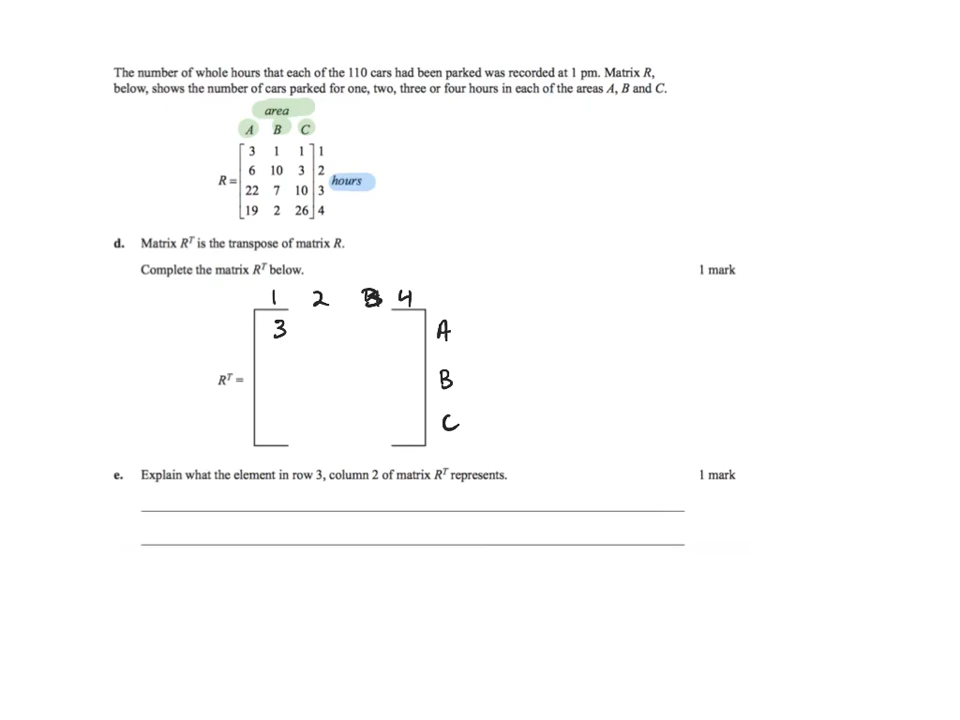 The number of whole hours that each of the 110 cars had been parked was recorded at 1 pm. Matrix R,
below, shows the number of cars parked for one, two, three or four hours in each of the areas A, B and C.
area
A B C
3 1 1 1
6 10 3 2
R = hours
22 7 10 3
19 2 26 4
d. Matrix Rᵀ is the transpose of matrix R.
Complete the matrix Rᵀ below. 1 mark
1 2 3 4
3 A
Rᵀ = B
C
e. Explain what the element in row 3, column 2 of matrix Rᵀ represents. 1 mark